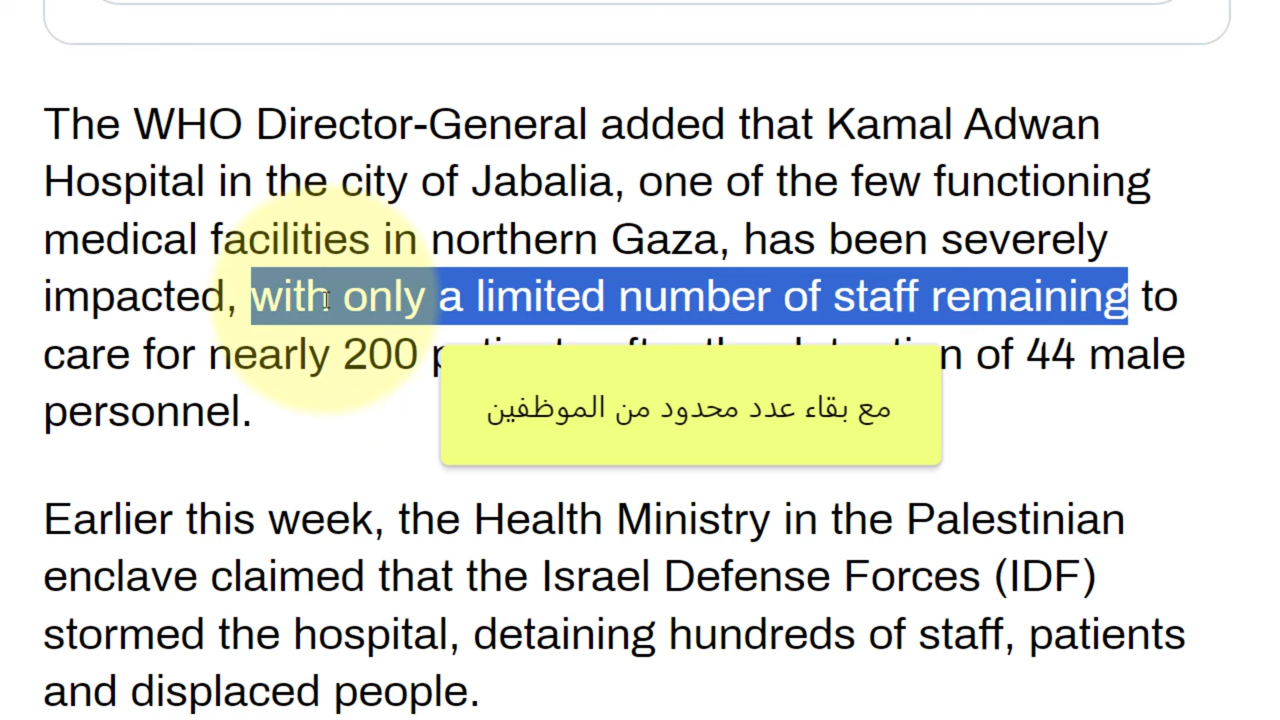 The WHO Director-General added that Kamal Adwan
Hospital in the city of Jabalia, one of the few functioning
medical facilities in northern Gaza, has been severely
impacted, with only a limited number of staff remaining to
care for nearly 200 of 44 male
مع بقاء عدد محدود من الموظفين
personnel.
Earlier this week, the Health Ministry in the Palestinian
enclave claimed that the Israel Defense Forces (IDF)
stormed the hospital, detaining hundreds of staff, patients
and displaced people.